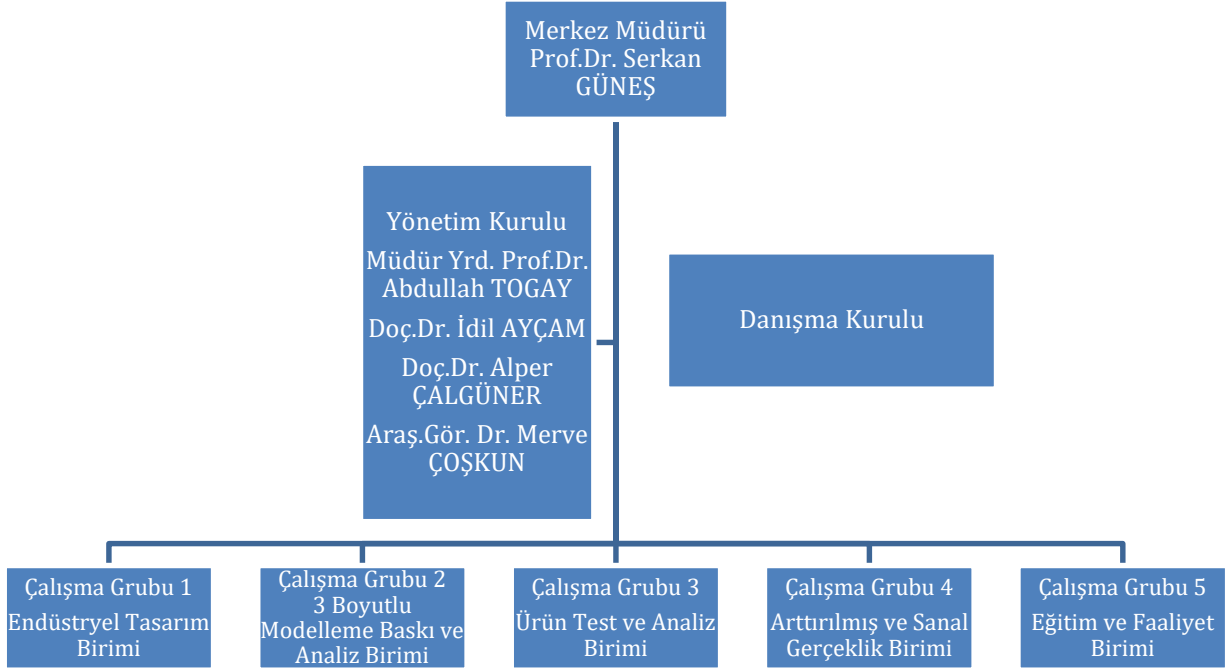 Merkez Müdürü
Prof.Dr. Serkan
GÜNEŞ
Yönetim Kurulu
Müdür Yrd. Prof.Dr.
Abdullah TOGAY
Doç.Dr. İdil AYÇAM
Doç.Dr. Alper
ÇALGÜNER
Araş.Gör. Dr. Merve
ÇOŞKUN
Danışma Kurulu
Çalışma Grubu 1
Endüstryel Tasarım
Birimi
Çalışma Grubu 2
3 Boyutlu
Modelleme Baskı ve
Analiz Birimi
Çalışma Grubu 3
Ürün Test ve Analiz
Birimi
Çalışma Grubu 4
Arttırılmış ve Sanal
Gerçeklik Birimi
Çalışma Grubu 5
Eğitim ve Faaliyet
Birimi